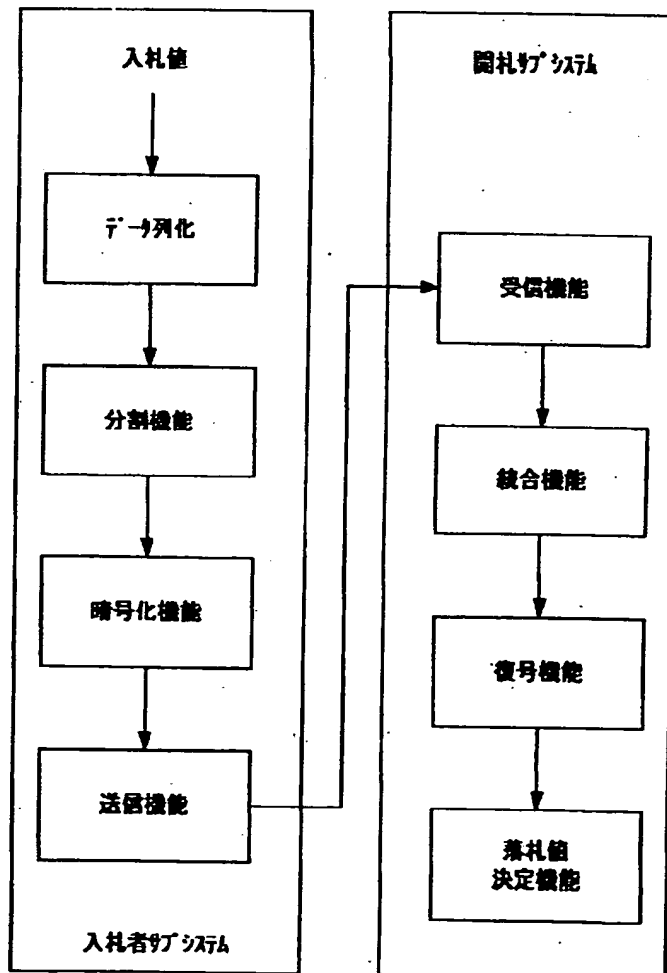 入札値
データ列化
分割機能
暗号化機能
送信機能
入札者サブシステム
開札サブシステム
受信機能
統合機能
復号機能
落札値
決定機能